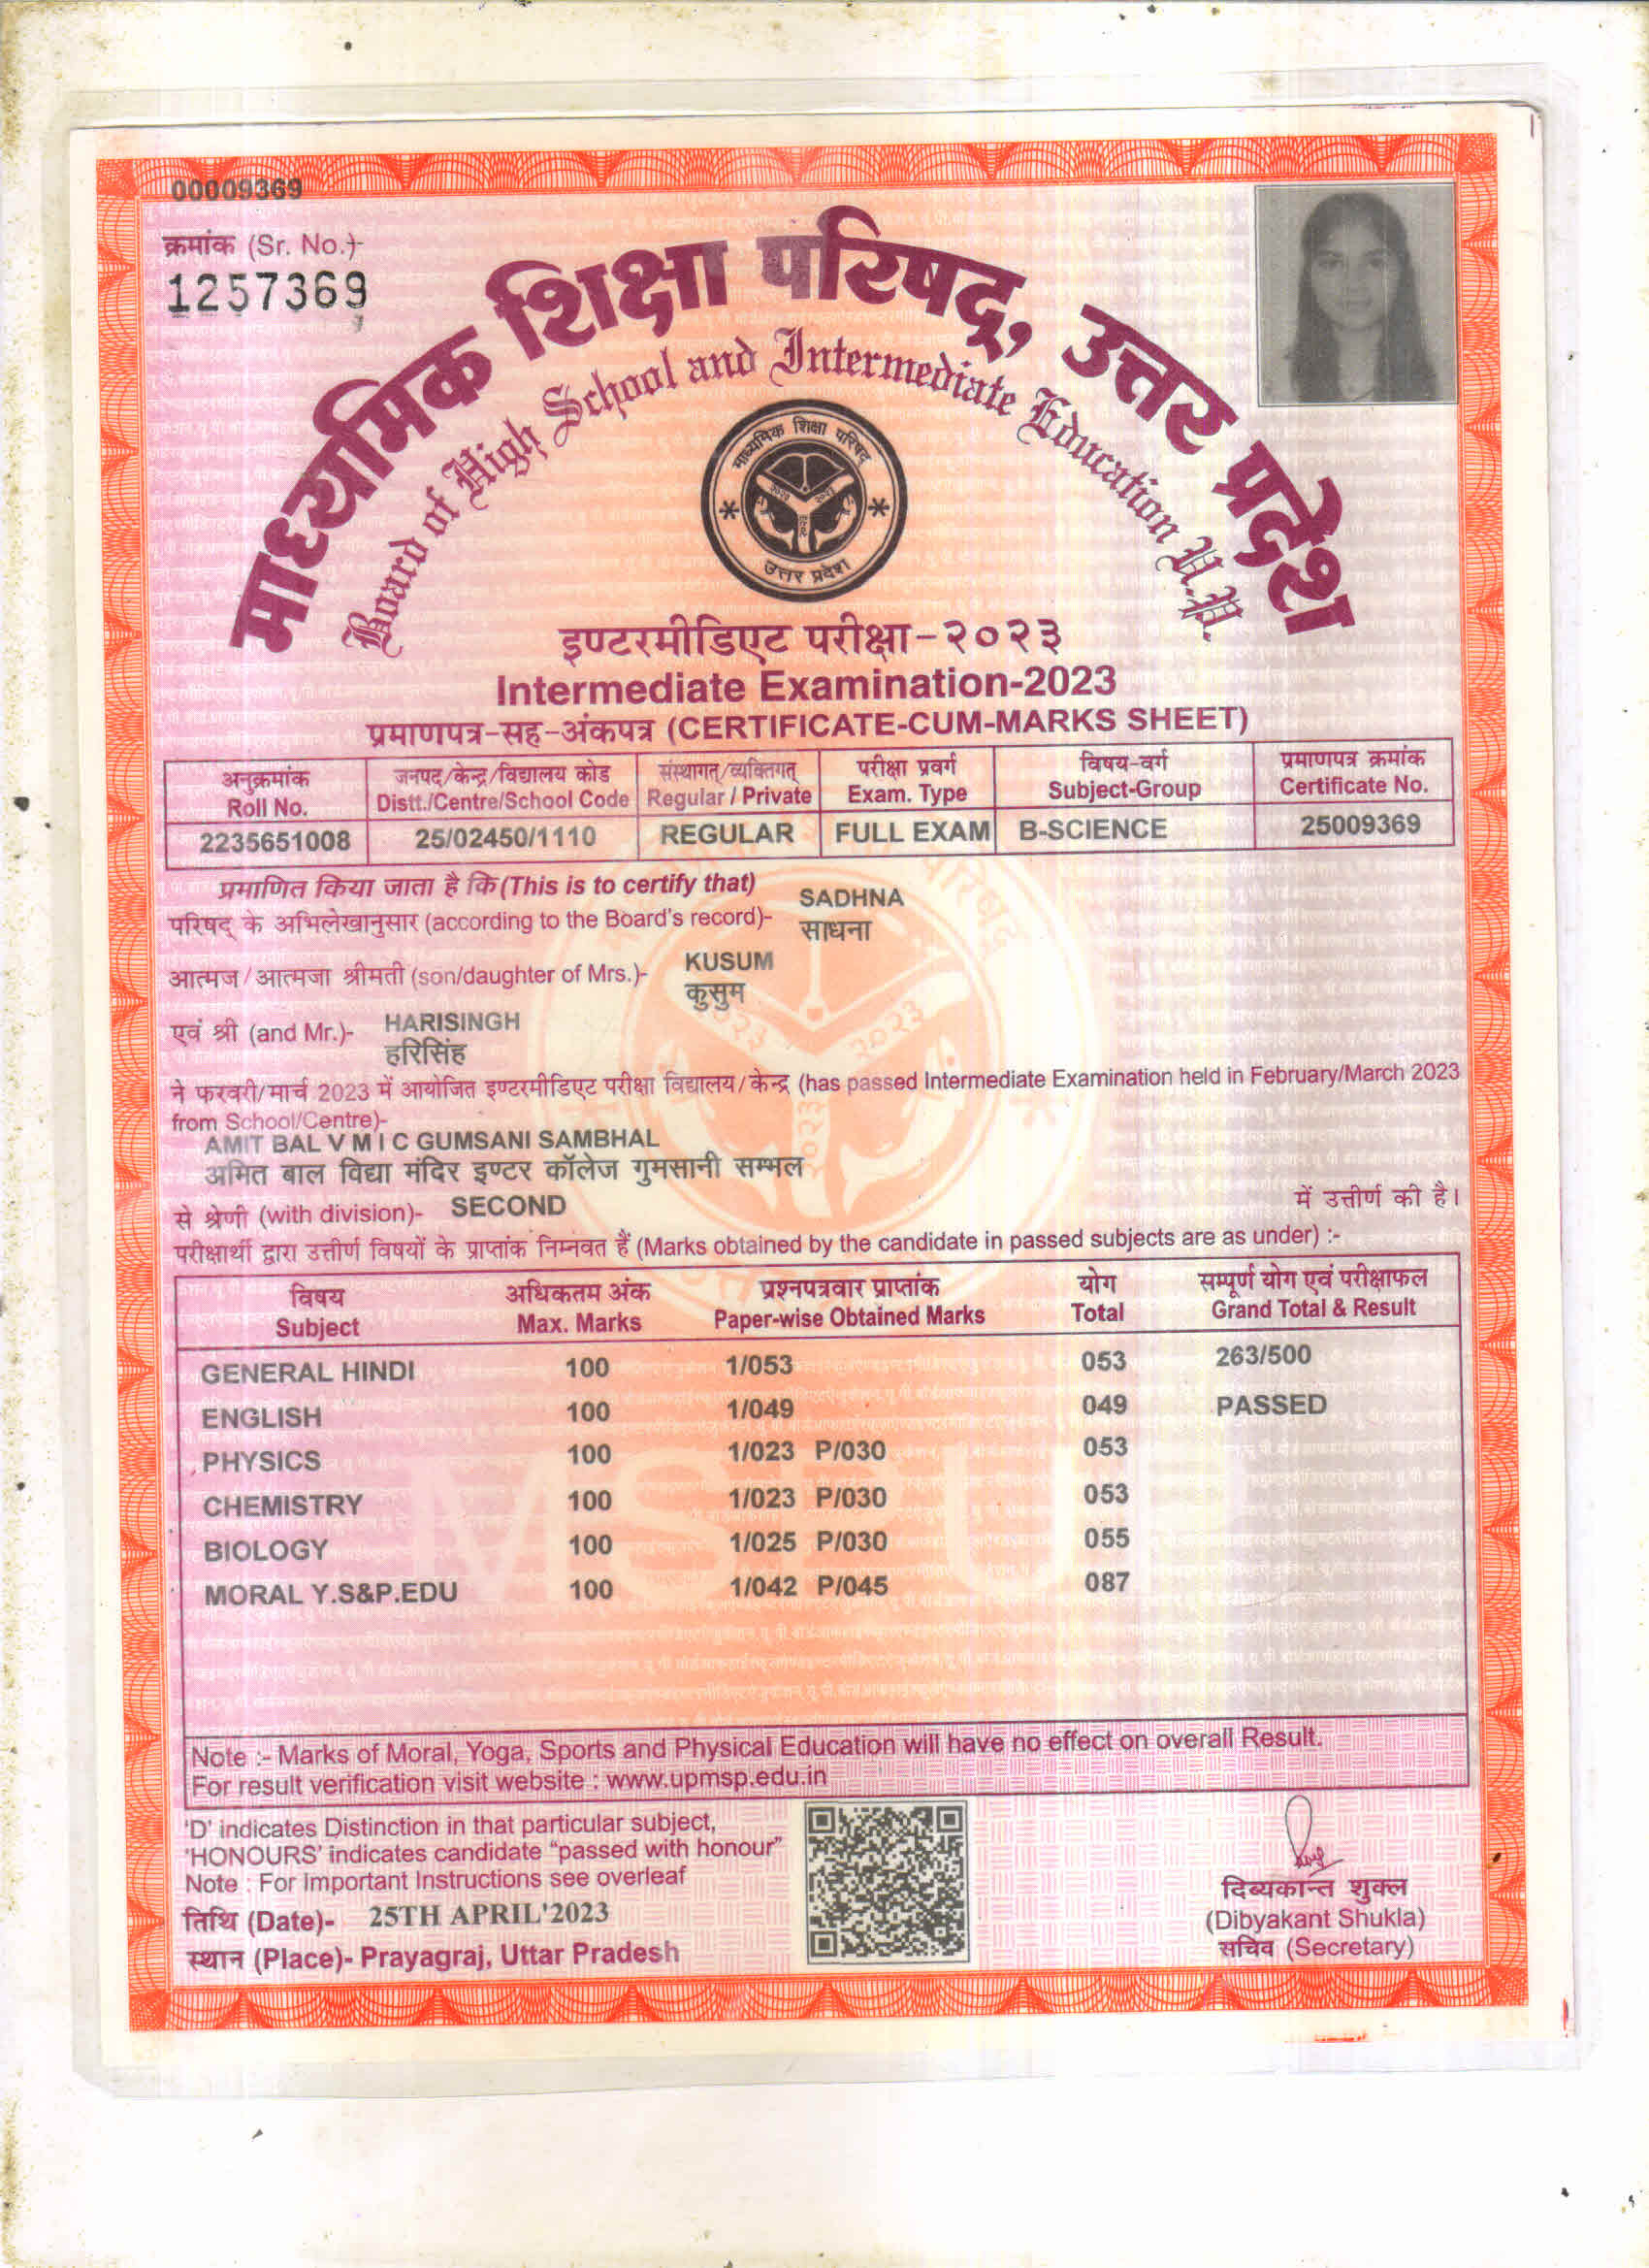 00009369
क्रमांक (Sr. No.)-
1257369
माध्यमिक शिक्षा परिषद्, उत्तर प्रदेश
Board of High School and Intermediate Education U.P.
माध्यमिक शिक्षा परिषद्
उत्तर प्रदेश
इण्टरमीडिएट परीक्षा-२०२३
Intermediate Examination-2023
प्रमाणपत्र-सह-अंकपत्र (CERTIFICATE-CUM-MARKS SHEET)
अनुक्रमांक जनपद/केन्द्र/विद्यालय कोड संस्थागत्/व्यक्तिगत् परीक्षा प्रवर्ग विषय-वर्ग प्रमाणपत्र क्रमांक
Roll No. Distt./Centre/School Code Regular / Private Exam. Type Subject-Group Certificate No.
2235651008 25/02450/1110 REGULAR FULL EXAM B-SCIENCE 25009369
प्रमाणित किया जाता है कि (This is to certify that) SADHNA
परिषद् के अभिलेखानुसार (according to the Board's record)- साधना
आत्मज/आत्मजा श्रीमती (son/daughter of Mrs.)- KUSUM
कुसुम
एवं श्री (and Mr.)- HARISINGH
हरिसिंह
ने फरवरी/मार्च 2023 में आयोजित इण्टरमीडिएट परीक्षा विद्यालय/केन्द्र (has passed Intermediate Examination held in February/March 2023
from School/Centre)-
AMIT BAL V M I C GUMSANI SAMBHAL
अमित बाल विद्या मंदिर इण्टर कॉलेज गुमसानी सम्भल
से श्रेणी (with division)- SECOND में उत्तीर्ण की है।
परीक्षार्थी द्वारा उत्तीर्ण विषयों के प्राप्तांक निम्नवत हैं (Marks obtained by the candidate in passed subjects are as under) :-
विषय अधिकतम अंक प्रश्नपत्रवार प्राप्तांक योग सम्पूर्ण योग एवं परीक्षाफल
Subject Max. Marks Paper-wise Obtained Marks Total Grand Total & Result
GENERAL HINDI 100 1/053 053 263/500
ENGLISH 100 1/049 049 PASSED
PHYSICS 100 1/023 P/030 053
CHEMISTRY 100 1/023 P/030 053
BIOLOGY 100 1/025 P/030 055
MORAL Y.S&P.EDU 100 1/042 P/045 087
Note :- Marks of Moral, Yoga, Sports and Physical Education will have no effect on overall Result.
For result verification visit website : www.upmsp.edu.in
'D' indicates Distinction in that particular subject,
'HONOURS' indicates candidate "passed with honour"
Note : For Important Instructions see overleaf
तिथि (Date)- 25TH APRIL'2023
स्थान (Place)- Prayagraj, Uttar Pradesh
दिव्यकान्त शुक्ल
(Dibyakant Shukla)
सचिव (Secretary)